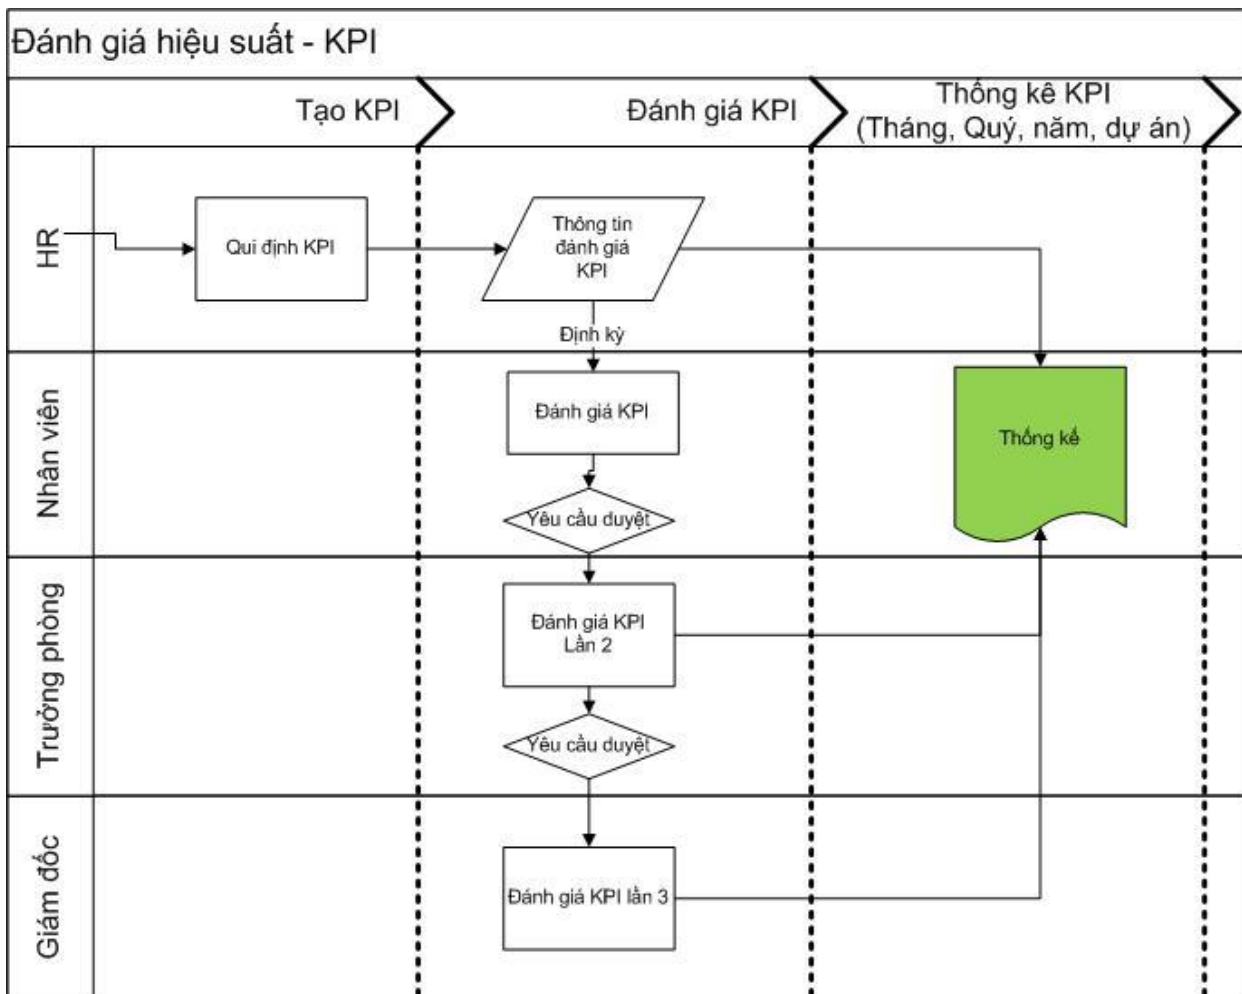 Đánh giá hiệu suất - KPI
Tạo KPI
Đánh giá KPI
Thống kê KPI
(Tháng, Quý, năm, dự án)
HR
Qui định KPI
Thông tin
đánh giá
KPI
Định kỳ
Nhân viên
Đánh giá KPI
Thống kế
Yêu cầu duyệt
Trưởng phòng
Đánh giá KPI
Lần 2
Yêu cầu duyệt
Giám đốc
Đánh giá KPI lần 3